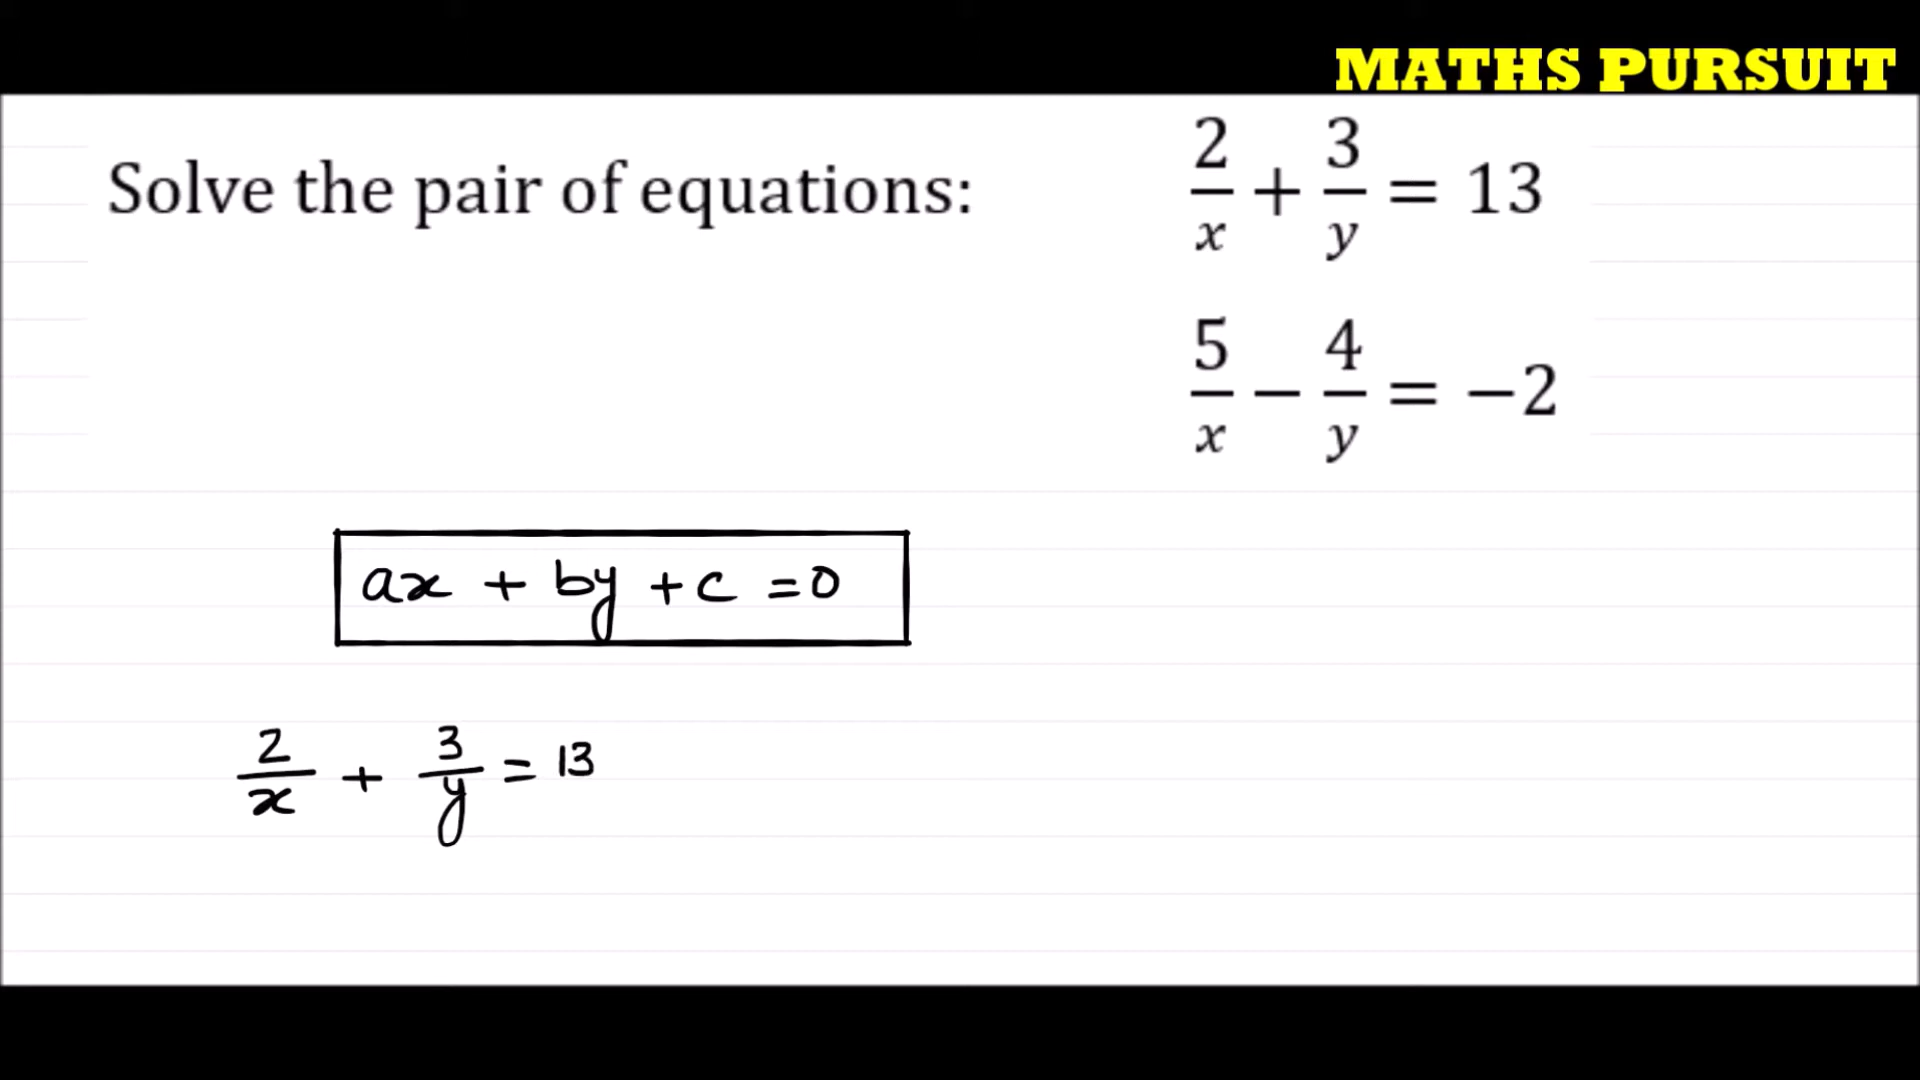 MATHS PURSUIT
Solve the pair of equations:
2/x + 3/y = 13
5/x − 4/y = −2
ax + by + c = 0
2/x + 3/y = 13